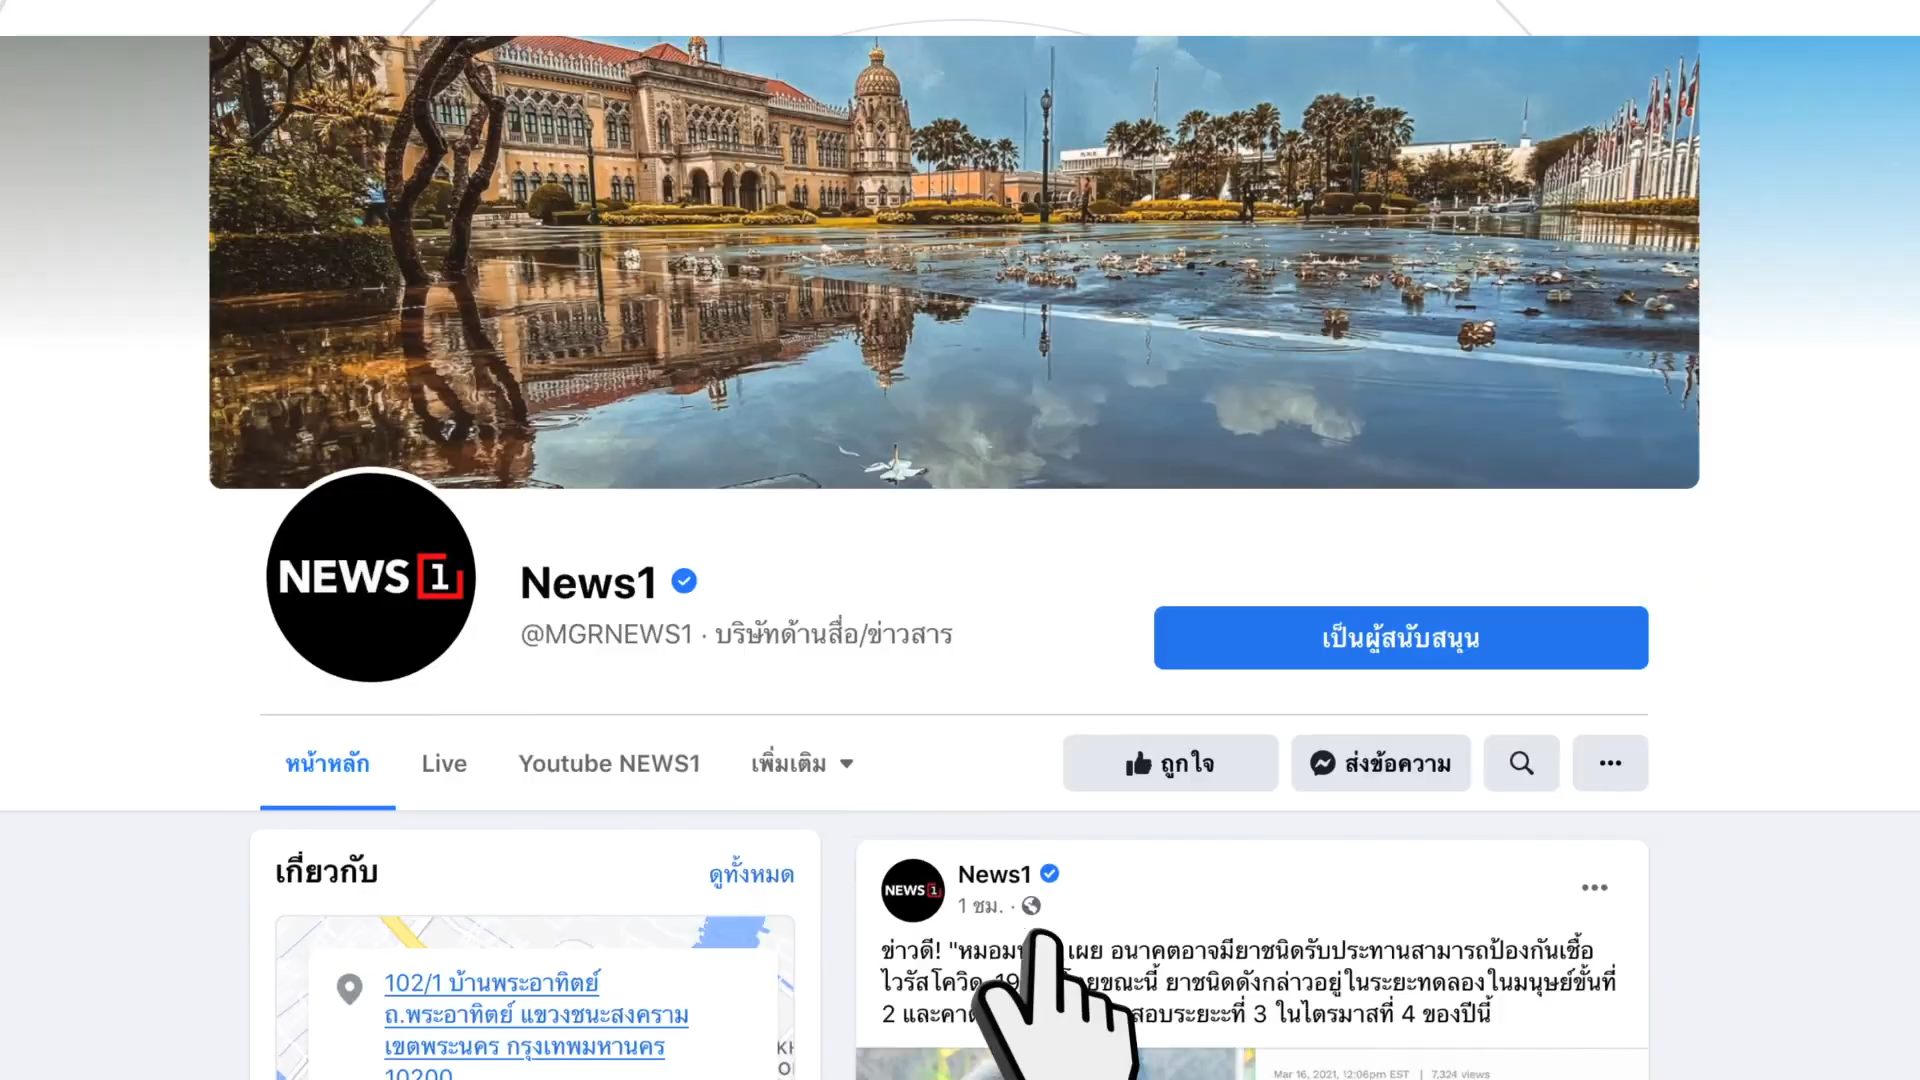 NEWS 1
News1
@MGRNEWS1 · บริษัทด้านสื่อ/ข่าวสาร
เป็นผู้สนับสนุน
หน้าหลัก
Live
Youtube NEWS1
เพิ่มเติม
ถูกใจ
ส่งข้อความ
เกี่ยวกับ
ดูทั้งหมด
102/1 บ้านพระอาทิตย์
ถ.พระอาทิตย์ แขวงชนะสงคราม
เขตพระนคร กรุงเทพมหานคร
10200
NEWS 1
News1
1 ชม. ·
ข่าวดี! "หมอม เผย อนาคตอาจมียาชนิดรับประทานสามารถป้องกันเชื้อ
ไวรัสโควิด-19 ยขณะนี้ ยาชนิดดังกล่าวอยู่ในระยะทดลองในมนุษย์ขั้นที่
2 และคาด สอบระยะที่ 3 ในไตรมาสที่ 4 ของปีนี้
Mar 16, 2021, 12:06pm EST | 7,324 views